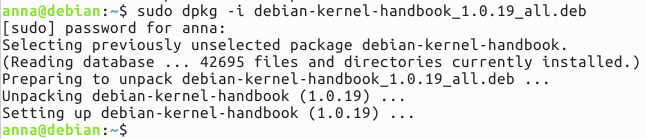 anna@debian:~$ sudo dpkg -i debian-kernel-handbook_1.0.19_all.deb
[sudo] password for anna:
Selecting previously unselected package debian-kernel-handbook.
(Reading database ... 42695 files and directories currently installed.)
Preparing to unpack debian-kernel-handbook_1.0.19_all.deb ...
Unpacking debian-kernel-handbook (1.0.19) ...
Setting up debian-kernel-handbook (1.0.19) ...
anna@debian:~$